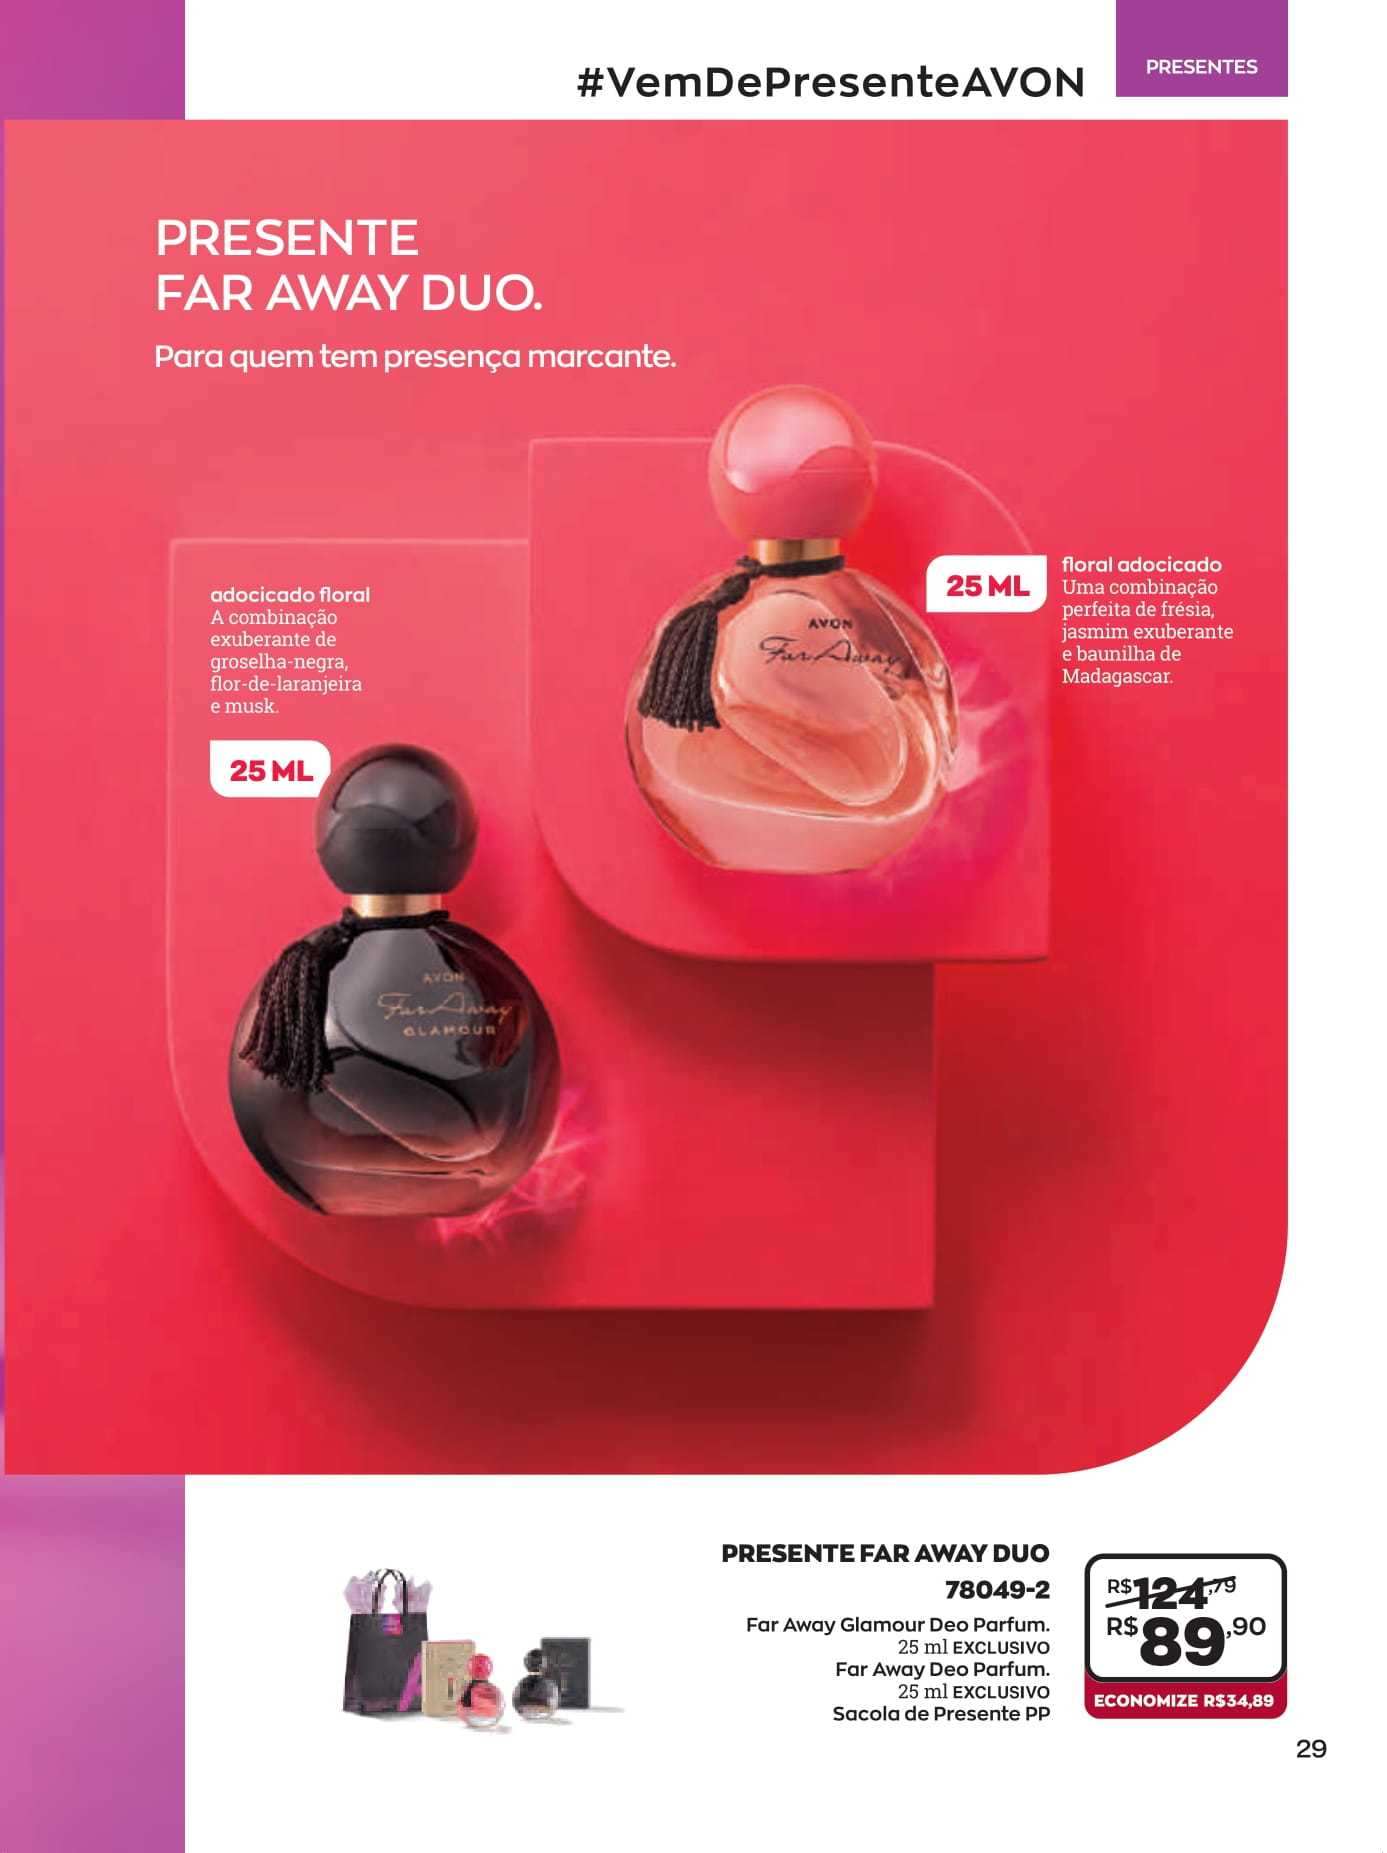 #VemDePresenteAVON
PRESENTES
PRESENTE
FAR AWAY DUO.
Para quem tem presença marcante.
floral adocicado
Uma combinação
perfeita de frésia,
jasmim exuberante
e baunilha de
Madagascar.
25 ML
AVON
Far Away
adocicado floral
A combinação
exuberante de
groselha-negra,
flor-de-laranjeira
e musk.
25 ML
AVON
Far Away
GLAMOUR
PRESENTE FAR AWAY DUO
78049-2
Far Away Glamour Deo Parfum.
25 ml EXCLUSIVO
Far Away Deo Parfum.
25 ml EXCLUSIVO
Sacola de Presente PP
R$124,79
R$89,90
ECONOMIZE R$34,89
29